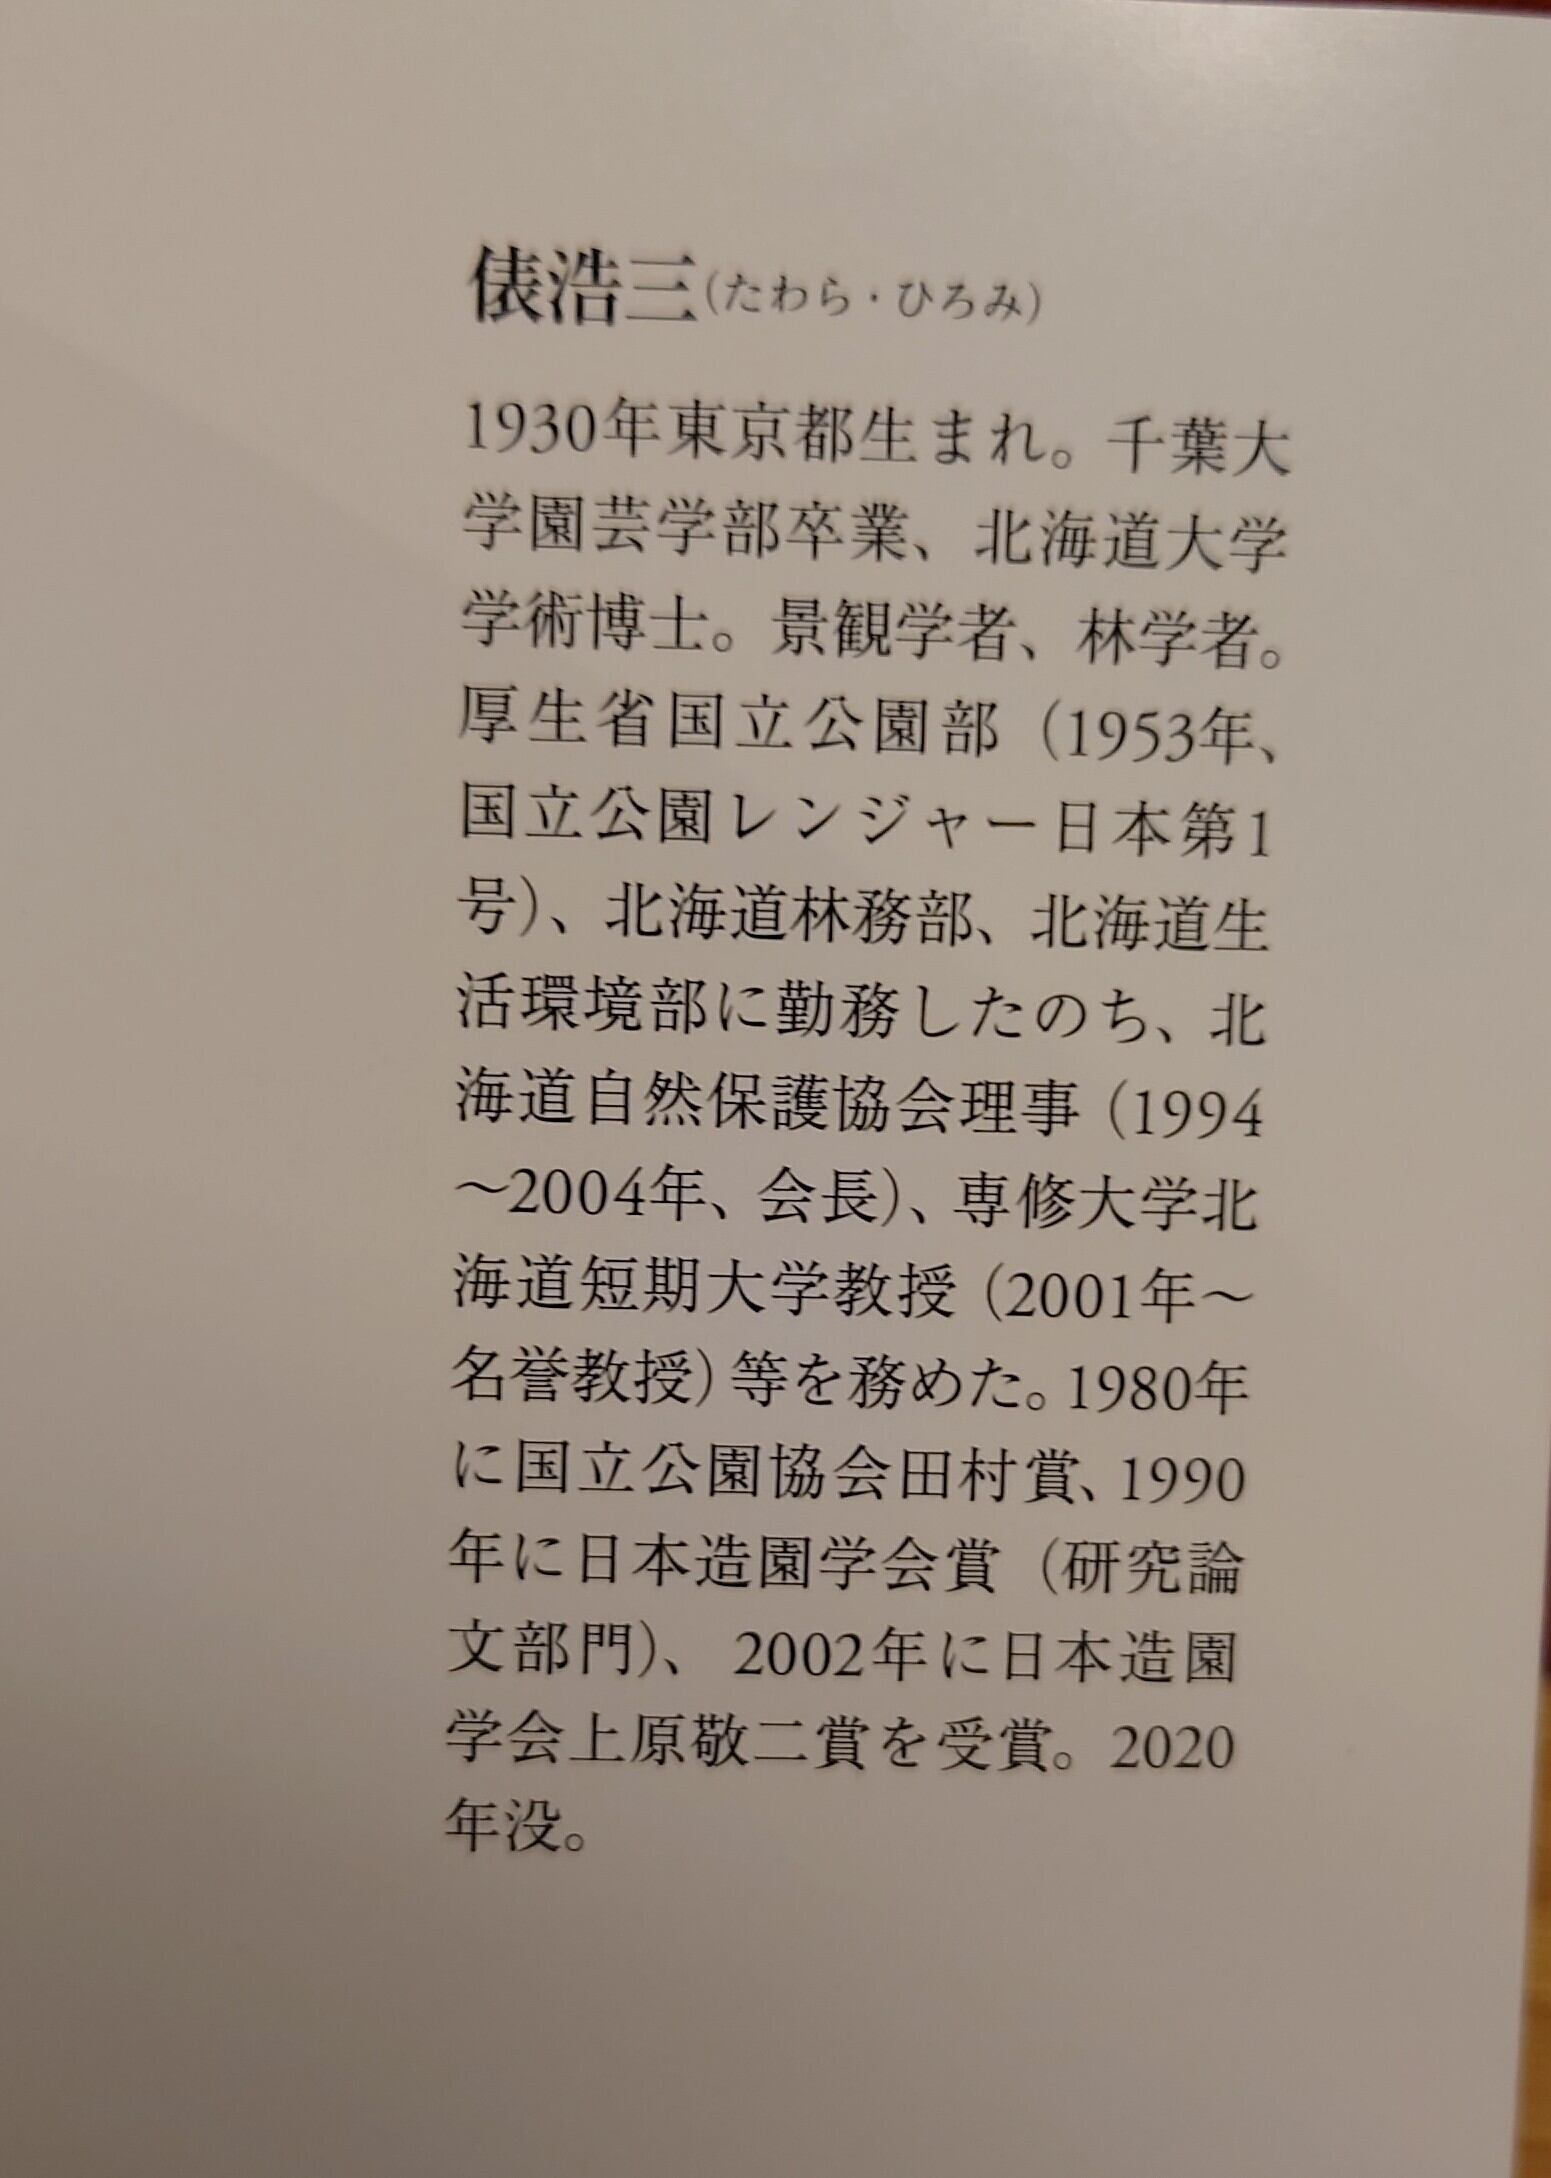 俵浩三(たわら・ひろみ)
1930年東京都生まれ。千葉大
学園芸学部卒業、北海道大学
学術博士。景観学者、林学者。
厚生省国立公園部（1953年、
国立公園レンジャー日本第1
号）、北海道林務部、北海道生
活環境部に勤務したのち、北
海道自然保護協会理事（1994
～2004年、会長）、専修大学北
海道短期大学教授（2001年～
名誉教授）等を務めた。1980年
に国立公園協会田村賞、1990
年に日本造園学会賞（研究論
文部門）、2002年に日本造園
学会上原敬二賞を受賞。2020
年没。